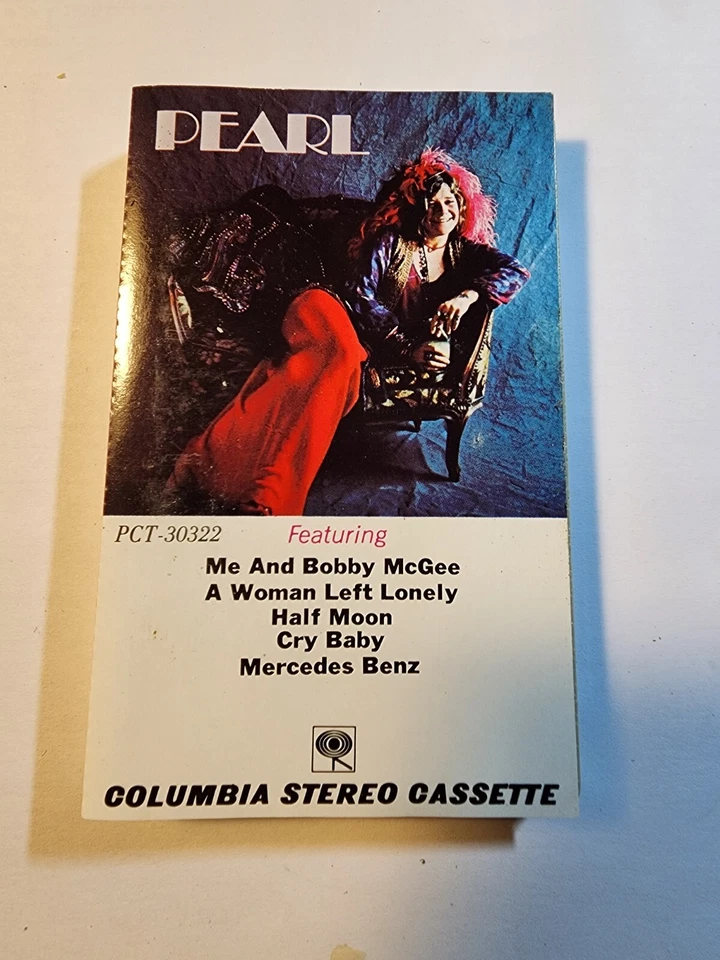 PEARL
PCT-30322 Featuring
Me And Bobby McGee
A Woman Left Lonely
Half Moon
Cry Baby
Mercedes Benz
COLUMBIA STEREO CASSETTE